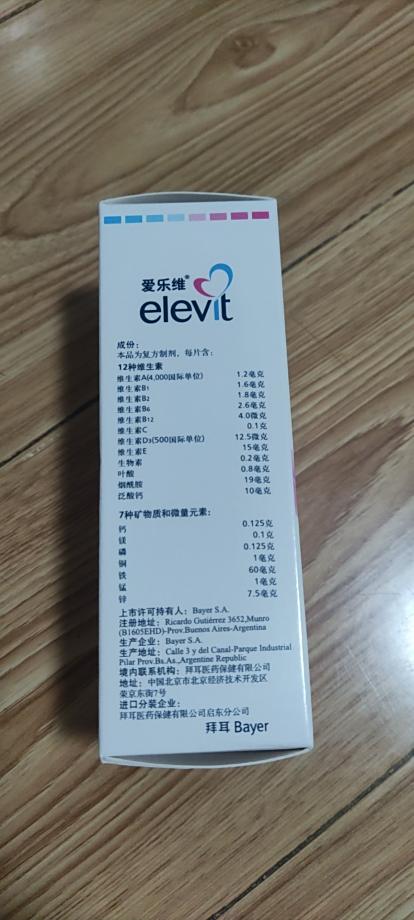 爱乐维®
elevit
成份：
本品为复方制剂，每片含：
12种维生素
维生素A(4,000国际单位) 1.2毫克
维生素B1 1.6毫克
维生素B2 1.8毫克
维生素B6 2.6毫克
维生素B12 4.0微克
维生素C 0.1克
维生素D3(500国际单位) 12.5微克
维生素E 15毫克
生物素 0.2毫克
叶酸 0.8毫克
烟酰胺 19毫克
泛酸钙 10毫克
7种矿物质和微量元素：
钙 0.125克
镁 0.1克
磷 0.125克
铜 1毫克
铁 60毫克
锰 1毫克
锌 7.5毫克
上市许可持有人：Bayer S.A.
注册地址：Ricardo Gutiérrez 3652,Munro
(B1605EHD)-Prov.Buenos Aires-Argentina
生产企业：Bayer S.A.
生产地址：Calle 3 y del Canal-Parque Industrial
Pilar Prov.Bs.As.,Argentine Republic
境内联系机构：拜耳医药保健有限公司
地址：中国北京市北京经济技术开发区
荣京东街7号
进口分装企业：
拜耳医药保健有限公司启东分公司
拜耳 Bayer